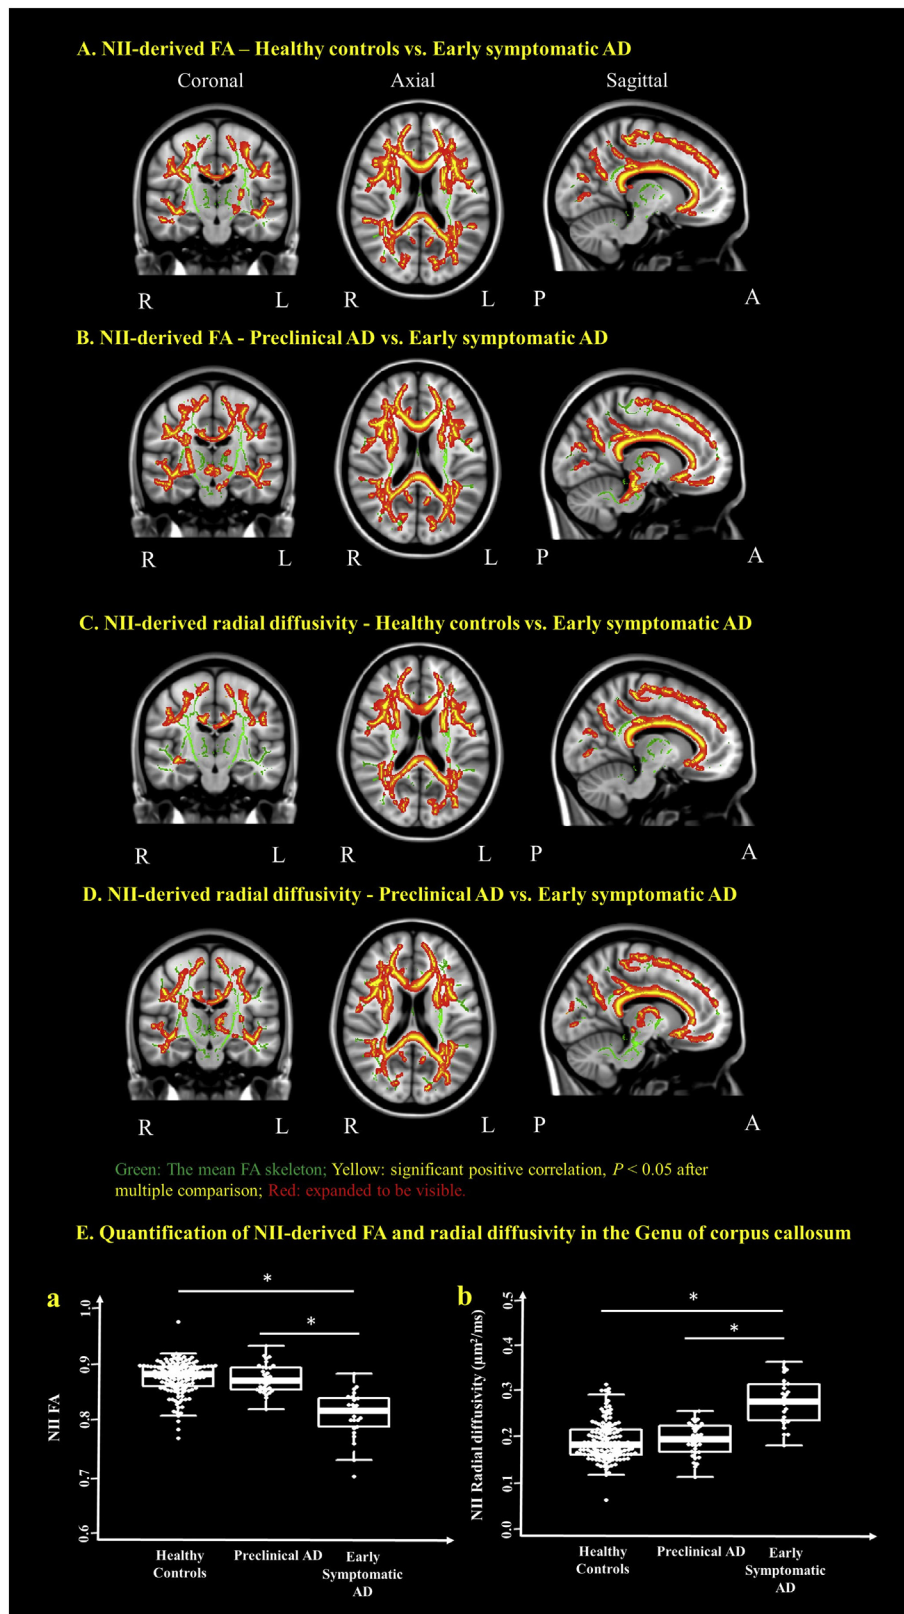 A. NII-derived FA – Healthy controls vs. Early symptomatic AD
Coronal Axial Sagittal
R L R L P A
B. NII-derived FA - Preclinical AD vs. Early symptomatic AD
R L R L P A
C. NII-derived radial diffusivity - Healthy controls vs. Early symptomatic AD
R L R L P A
D. NII-derived radial diffusivity - Preclinical AD vs. Early symptomatic AD
R L R L P A
Green: The mean FA skeleton; Yellow: significant positive correlation, P < 0.05 after
multiple comparison; Red: expanded to be visible.
E. Quantification of NII-derived FA and radial diffusivity in the Genu of corpus callosum
a
NII FA
1.0
0.9
0.8
0.7
0.6
*
*
Healthy
Controls
Preclinical AD
Early
Symptomatic
AD
b
NII Radial diffusivity (μm²/ms)
0.5
0.4
0.3
0.2
0.1
0.0
*
*
Healthy
Controls
Preclinical AD
Early
Symptomatic
AD